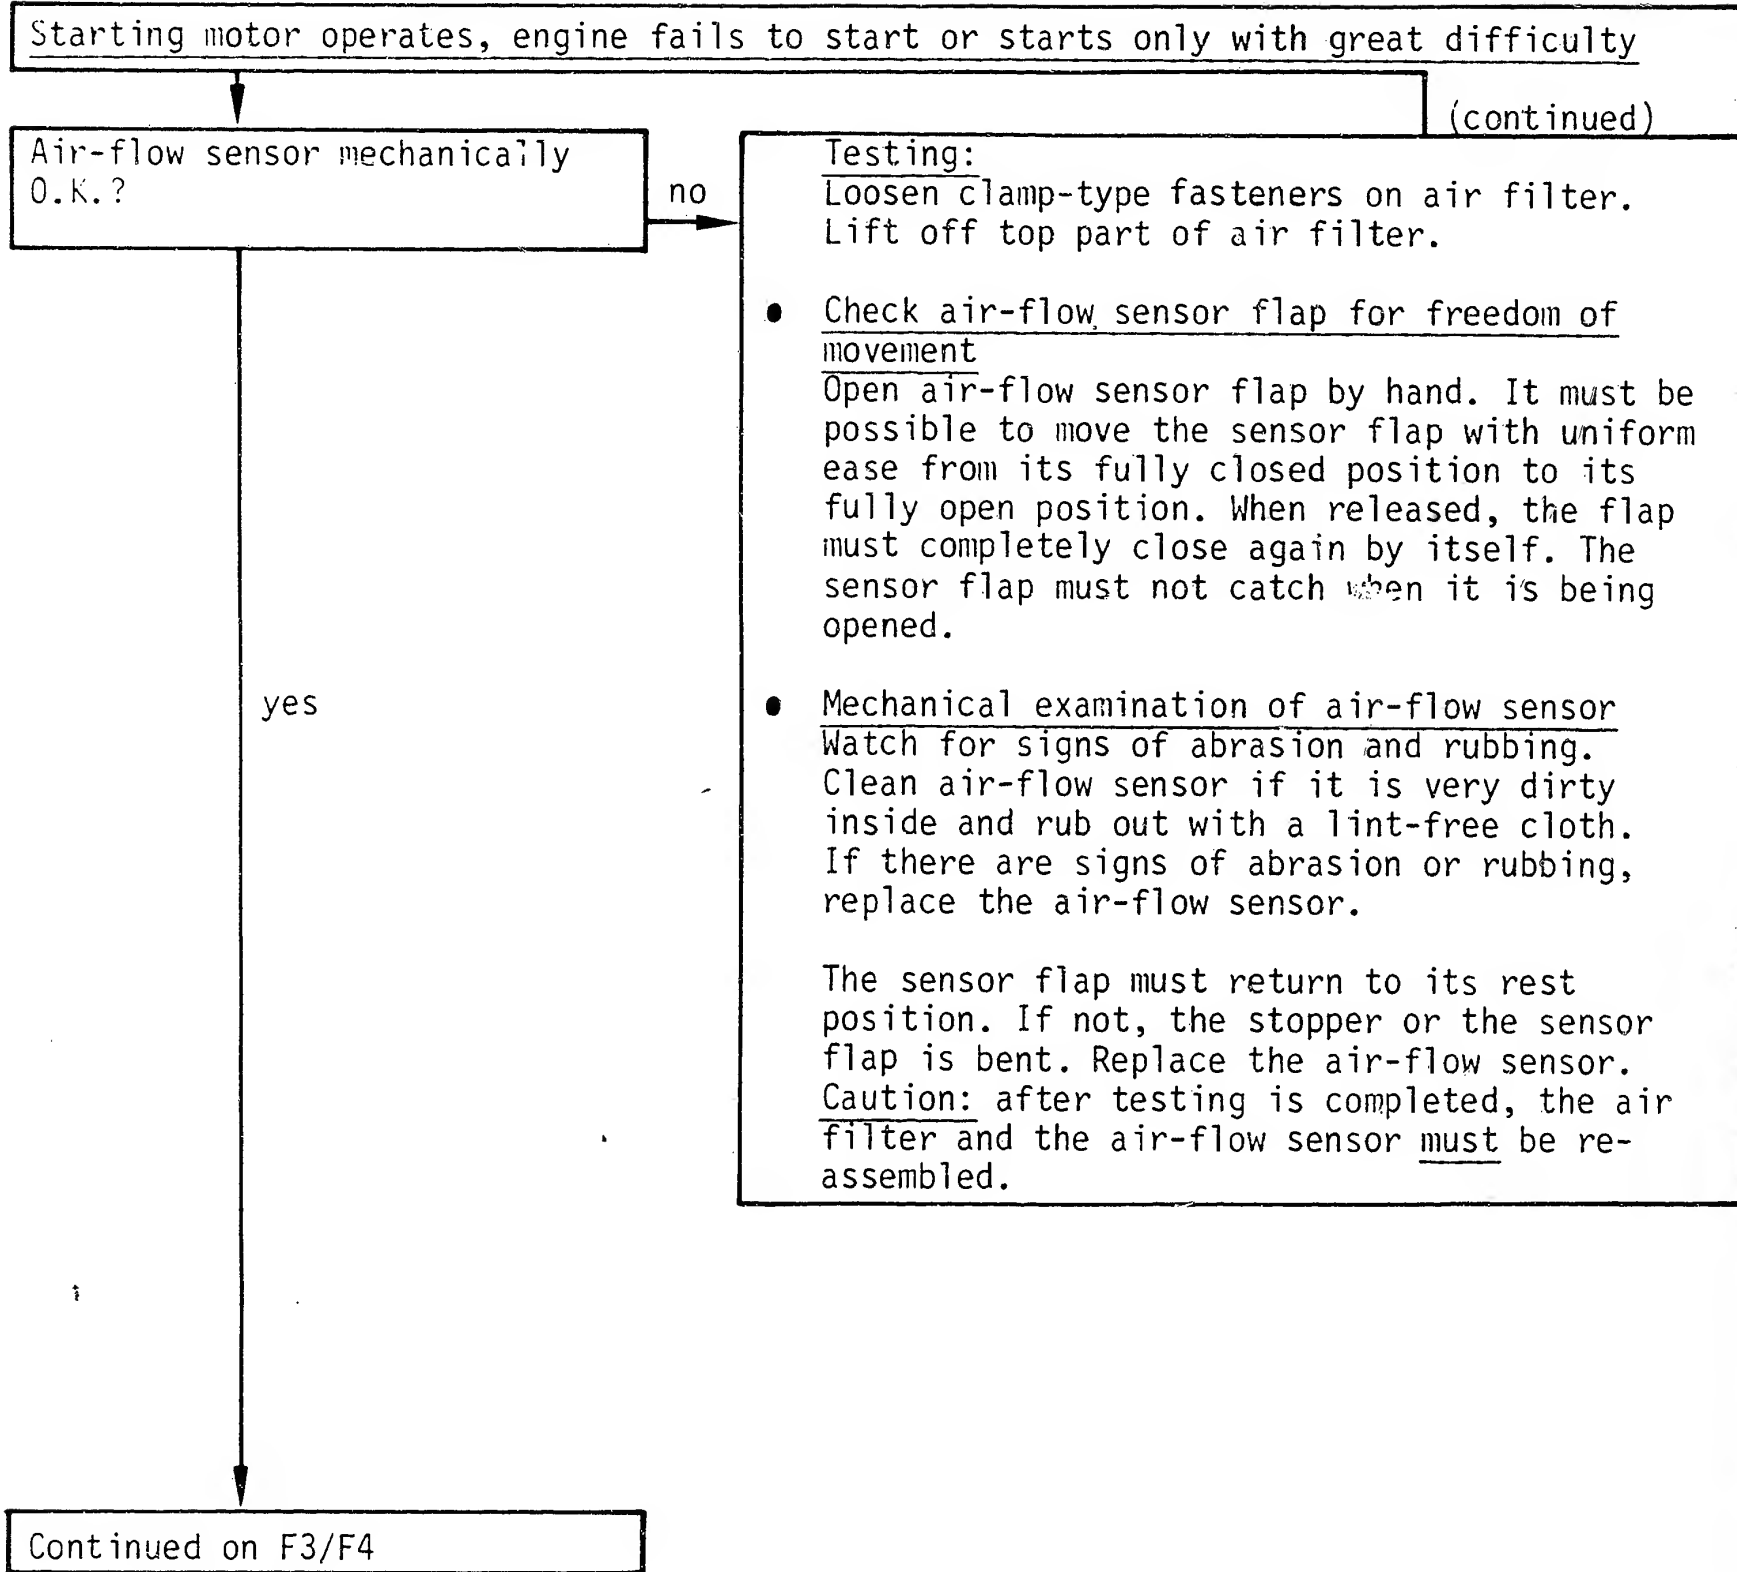 Starting motor operates, engine fails to start or starts only with great difficulty
(continued)
Air-flow sensor mechanically
O.K.?
no
yes
Testing:
Loosen clamp-type fasteners on air filter.
Lift off top part of air filter.
• Check air-flow sensor flap for freedom of
movement
Open air-flow sensor flap by hand. It must be
possible to move the sensor flap with uniform
ease from its fully closed position to its
fully open position. When released, the flap
must completely close again by itself. The
sensor flap must not catch when it is being
opened.
• Mechanical examination of air-flow sensor
Watch for signs of abrasion and rubbing.
Clean air-flow sensor if it is very dirty
inside and rub out with a lint-free cloth.
If there are signs of abrasion or rubbing,
replace the air-flow sensor.
The sensor flap must return to its rest
position. If not, the stopper or the sensor
flap is bent. Replace the air-flow sensor.
Caution: after testing is completed, the air
filter and the air-flow sensor must be re-
assembled.
Continued on F3/F4